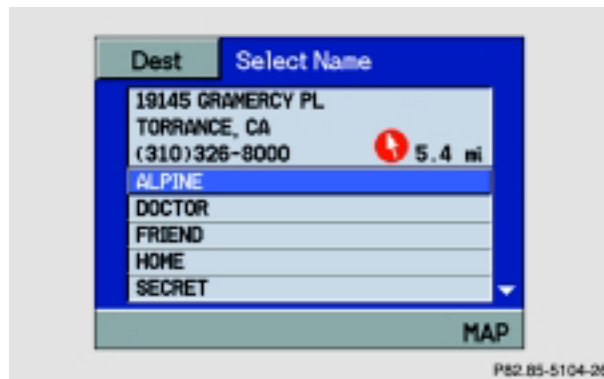 Dest
Select Name
19145 GRAMERCY PL
TORRANCE, CA
(310)326-8000
5.4 mi
ALPINE
DOCTOR
FRIEND
HOME
SECRET
MAP
P82.85-5104-26